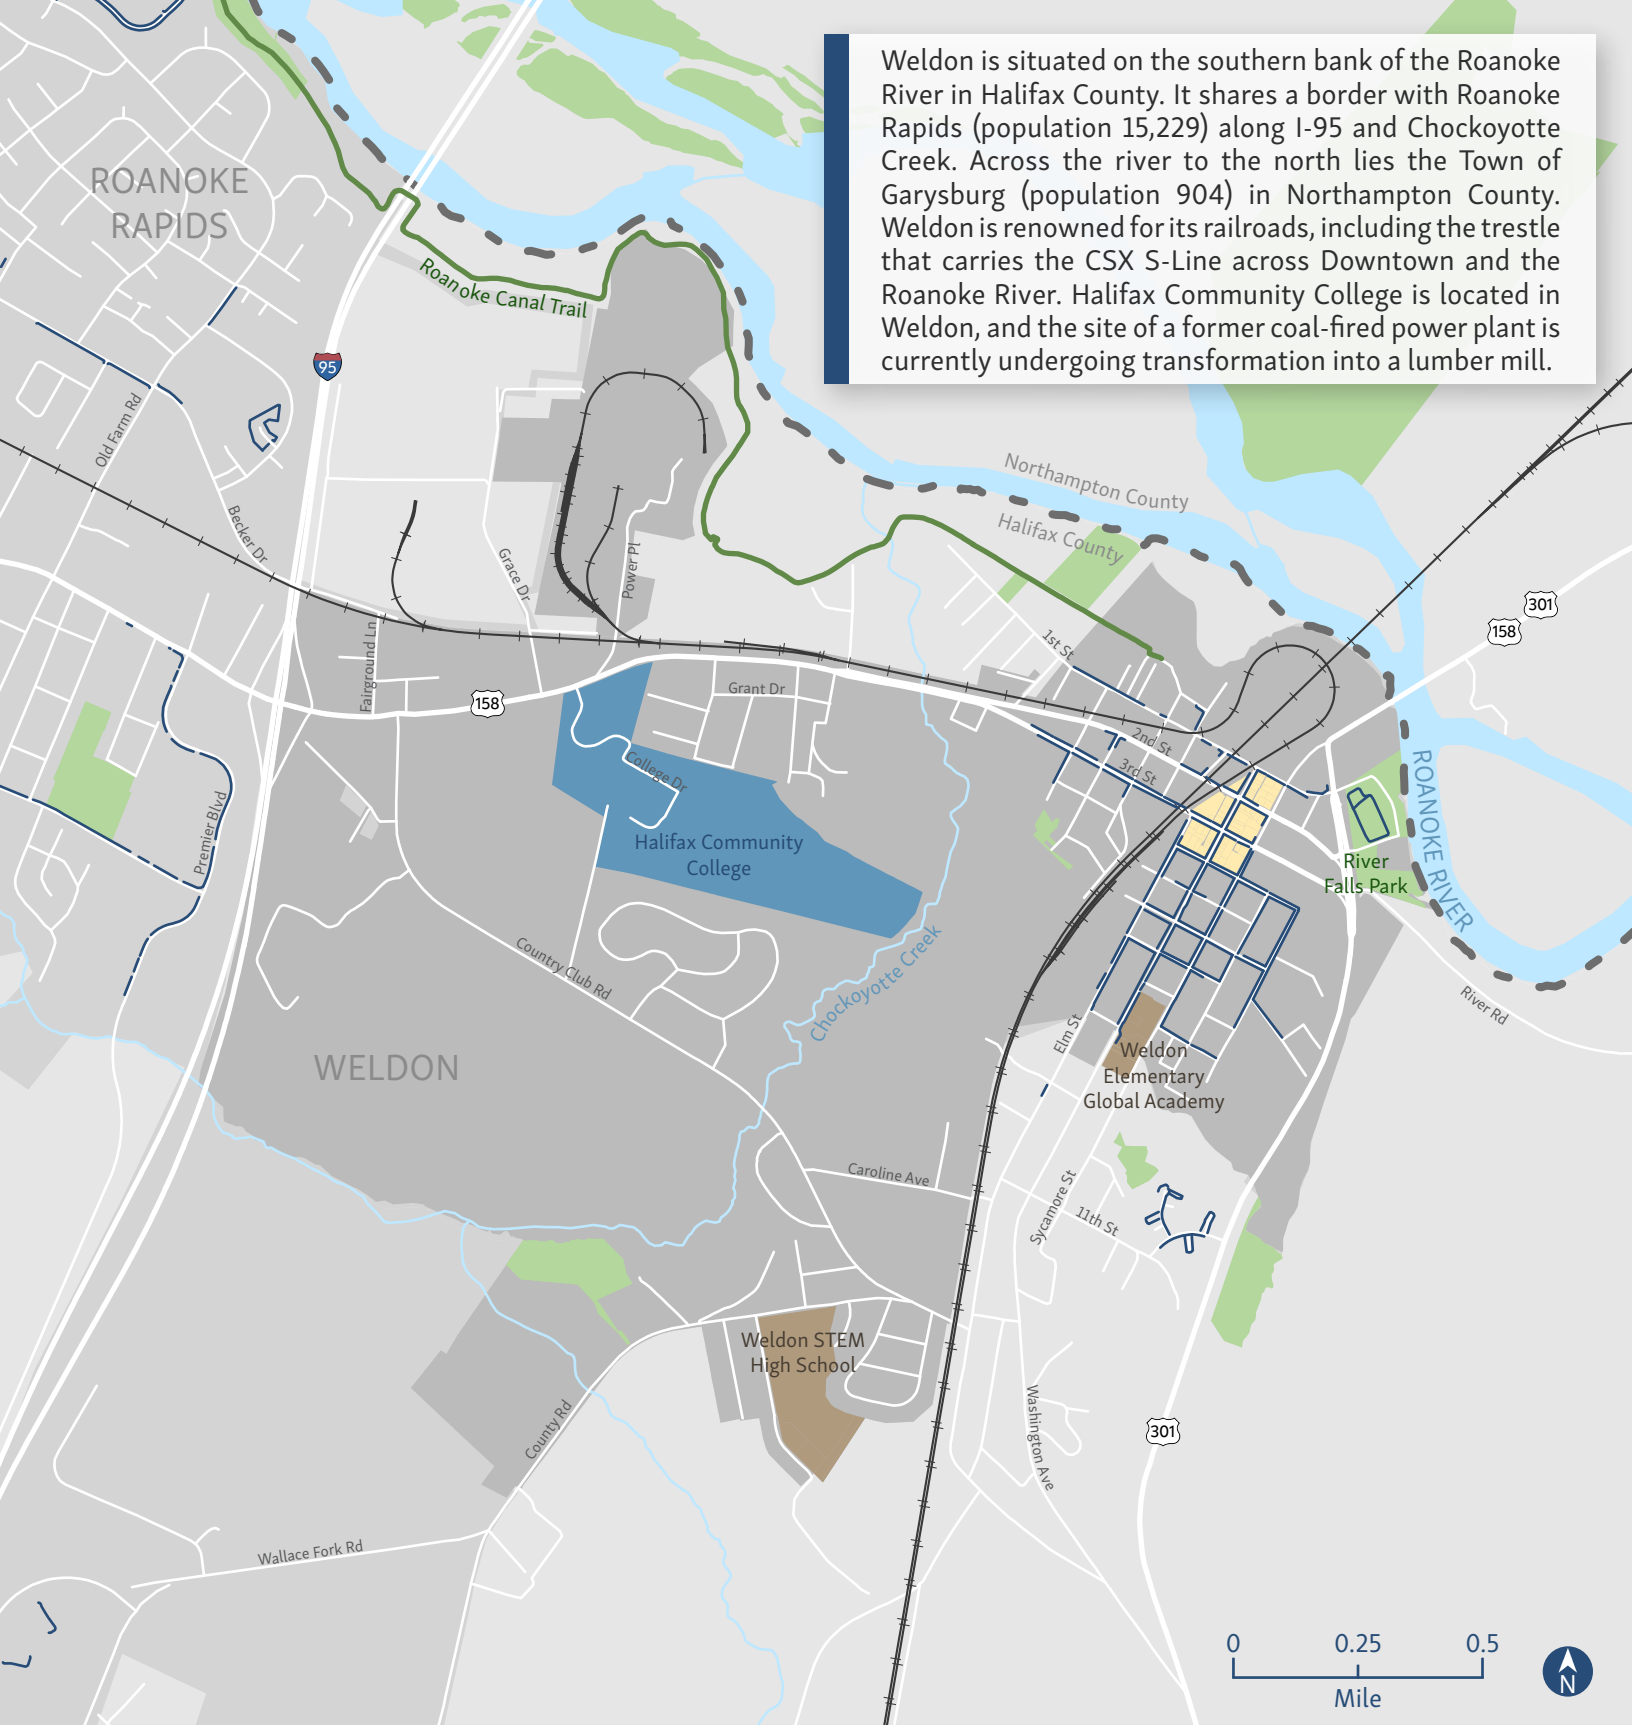 Weldon is situated on the southern bank of the Roanoke
River in Halifax County. It shares a border with Roanoke
Rapids (population 15,229) along I-95 and Chockoyotte
Creek. Across the river to the north lies the Town of
Garysburg (population 904) in Northampton County.
Weldon is renowned for its railroads, including the trestle
that carries the CSX S-Line across Downtown and the
Roanoke River. Halifax Community College is located in
Weldon, and the site of a former coal-fired power plant is
currently undergoing transformation into a lumber mill.
ROANOKE
RAPIDS
Roanoke Canal Trail
95
Old Farm Rd
Becker Dr
Grace Dr
Power Pl
Northampton County
Halifax County
301
158
1st St
Fairground Ln
158
Grant Dr
2nd St
3rd St
College Dr
Premier Blvd
Halifax Community
College
ROANOKE RIVER
River
Falls Park
Country Club Rd
Chockoyotte Creek
River Rd
Elm St
WELDON
Weldon
Elementary
Global Academy
Caroline Ave
Sycamore St
11th St
Weldon STEM
High School
County Rd
Washington Ave
301
Wallace Fork Rd
0 0.25 0.5
Mile
N